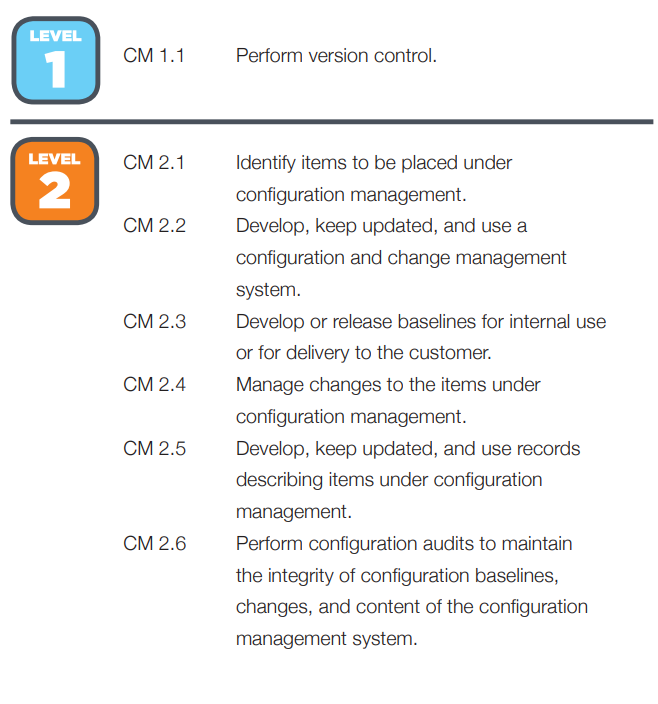 LEVEL
1
CM 1.1 Perform version control.
LEVEL
2
CM 2.1 Identify items to be placed under
configuration management.
CM 2.2 Develop, keep updated, and use a
configuration and change management
system.
CM 2.3 Develop or release baselines for internal use
or for delivery to the customer.
CM 2.4 Manage changes to the items under
configuration management.
CM 2.5 Develop, keep updated, and use records
describing items under configuration
management.
CM 2.6 Perform configuration audits to maintain
the integrity of configuration baselines,
changes, and content of the configuration
management system.